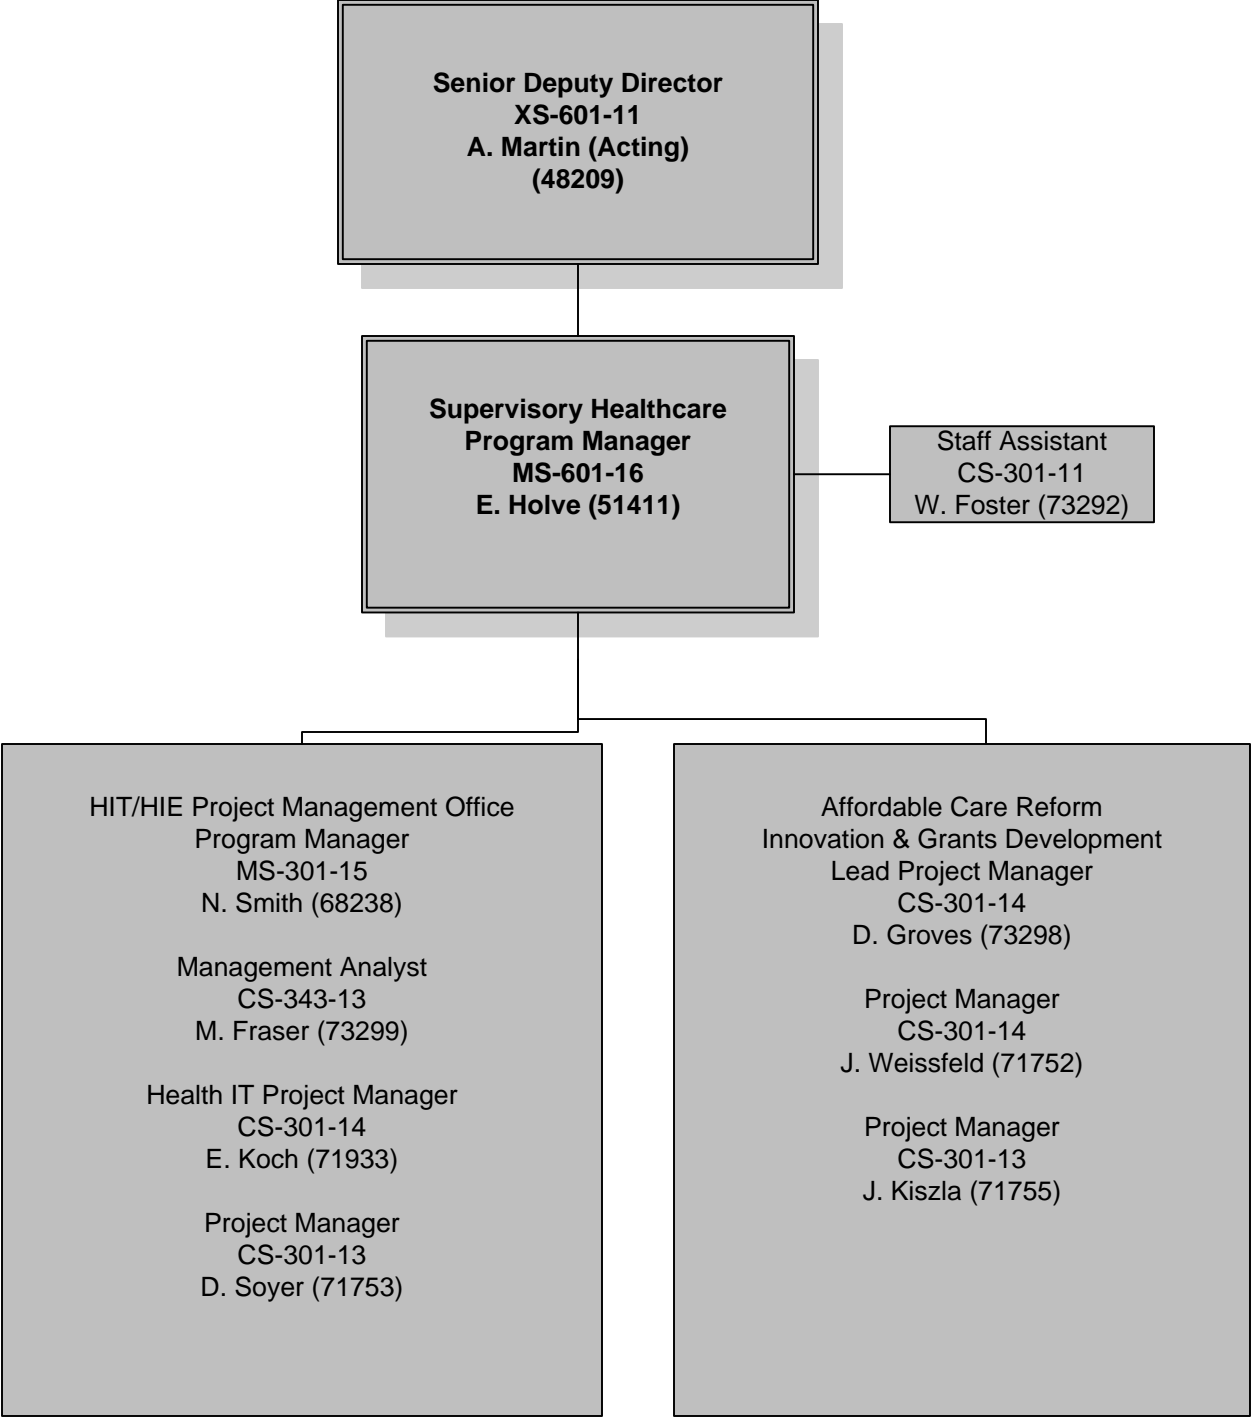 Senior Deputy Director
XS-601-11
A. Martin (Acting)
(48209)
Supervisory Healthcare
Program Manager
MS-601-16
E. Holve (51411)
Staff Assistant
CS-301-11
W. Foster (73292)
HIT/HIE Project Management Office
Program Manager
MS-301-15
N. Smith (68238)
Management Analyst
CS-343-13
M. Fraser (73299)
Health IT Project Manager
CS-301-14
E. Koch (71933)
Project Manager
CS-301-13
D. Soyer (71753)
Affordable Care Reform
Innovation & Grants Development
Lead Project Manager
CS-301-14
D. Groves (73298)
Project Manager
CS-301-14
J. Weissfeld (71752)
Project Manager
CS-301-13
J. Kiszla (71755)